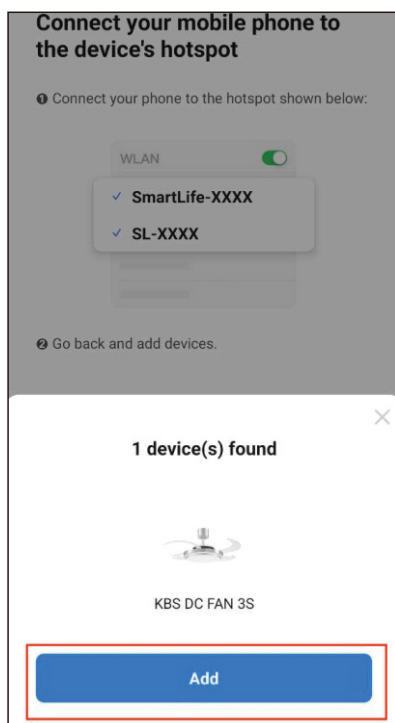 Connect your mobile phone to
the device's hotspot
❶ Connect your phone to the hotspot shown below:
WLAN
✓ SmartLife-XXXX
✓ SL-XXXX
❷ Go back and add devices.
1 device(s) found
KBS DC FAN 3S
Add